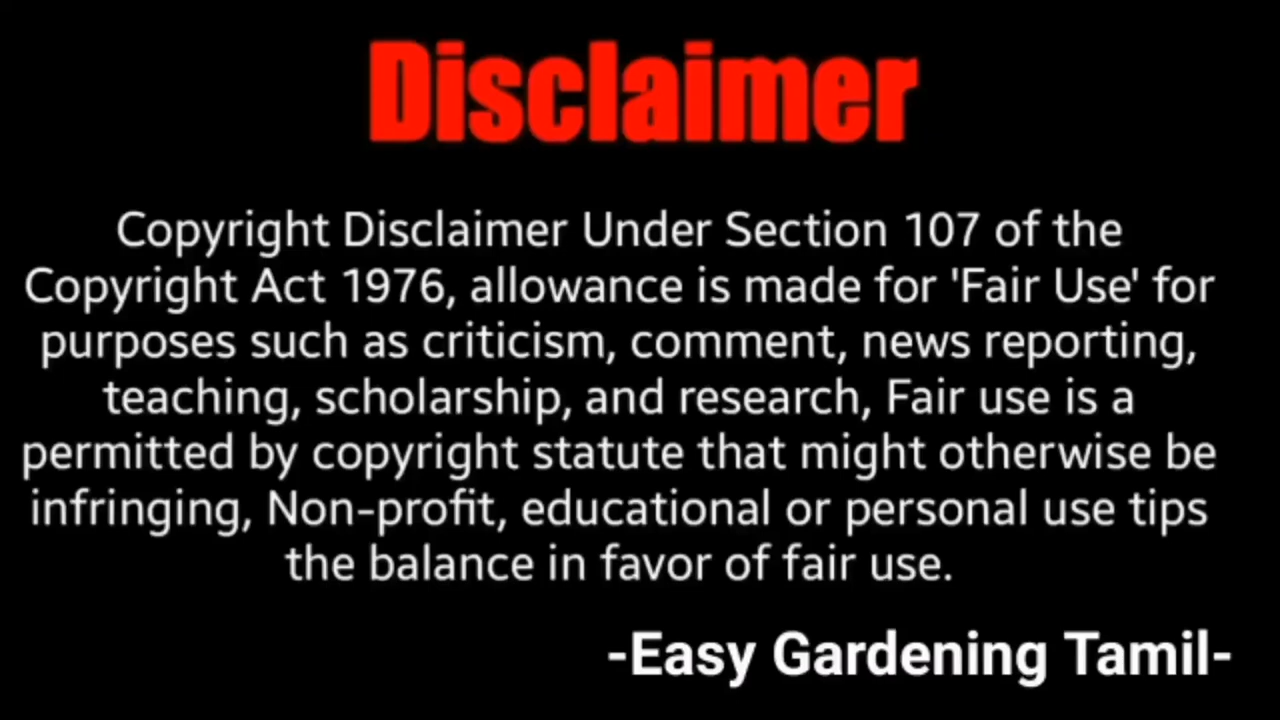 Disclaimer
Copyright Disclaimer Under Section 107 of the
Copyright Act 1976, allowance is made for 'Fair Use' for
purposes such as criticism, comment, news reporting,
teaching, scholarship, and research, Fair use is a
permitted by copyright statute that might otherwise be
infringing, Non-profit, educational or personal use tips
the balance in favor of fair use.
-Easy Gardening Tamil-